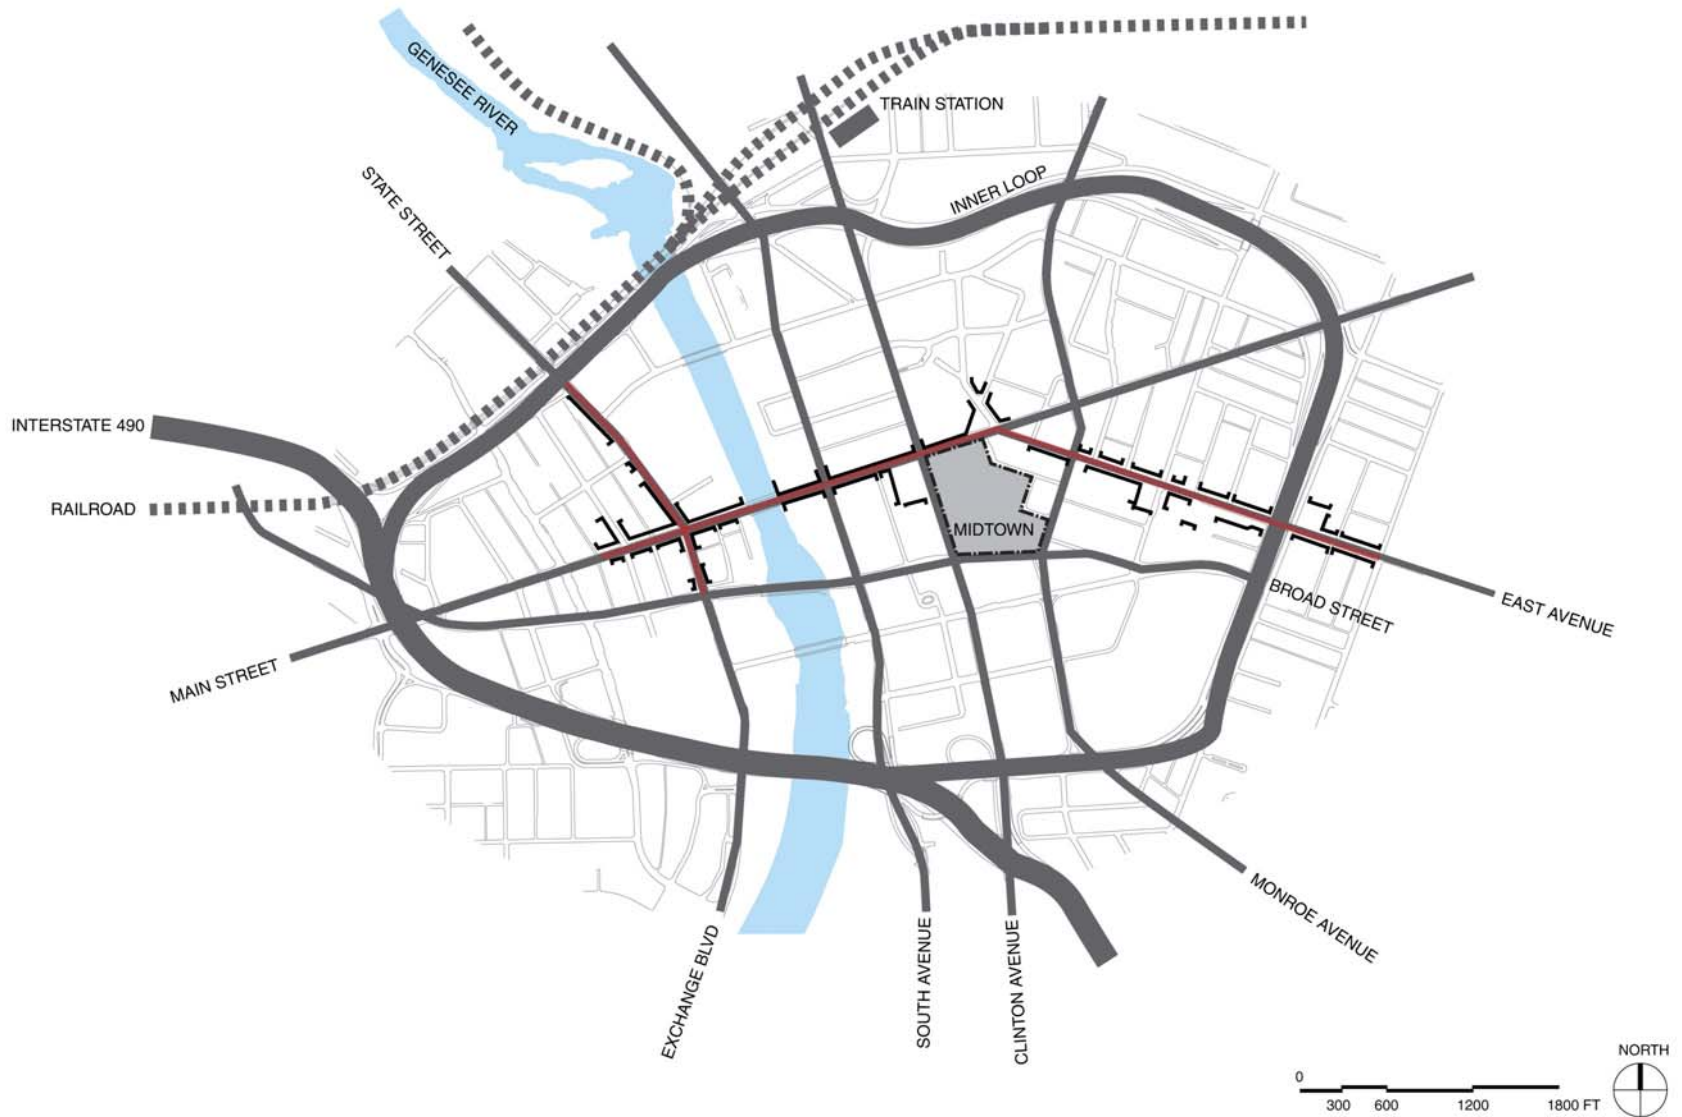 GENESEE RIVER
TRAIN STATION
STATE STREET
INNER LOOP
INTERSTATE 490
RAILROAD
MIDTOWN
BROAD STREET
EAST AVENUE
MAIN STREET
MONROE AVENUE
EXCHANGE BLVD
SOUTH AVENUE
CLINTON AVENUE
NORTH
0
300 600 1200 1800 FT